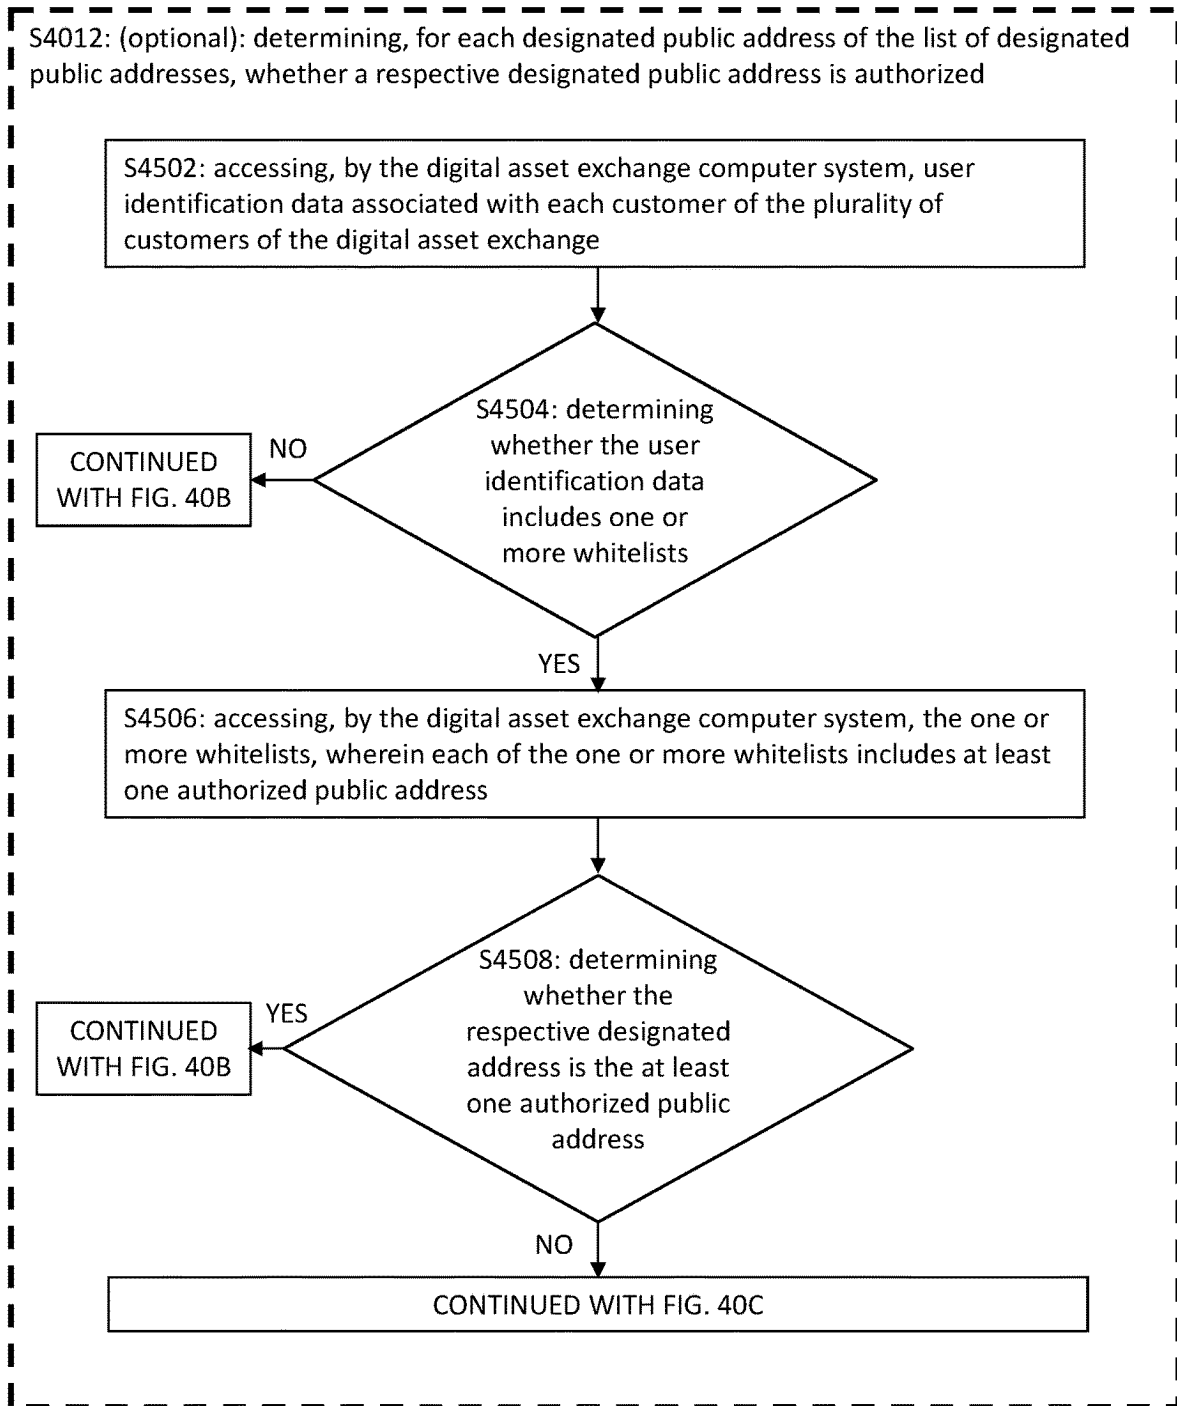 S4012: (optional): determining, for each designated public address of the list of designated
public addresses, whether a respective designated public address is authorized
S4502: accessing, by the digital asset exchange computer system, user
identification data associated with each customer of the plurality of
customers of the digital asset exchange
S4504: determining
whether the user
identification data
includes one or
more whitelists
NO
CONTINUED
WITH FIG. 40B
YES
S4506: accessing, by the digital asset exchange computer system, the one or
more whitelists, wherein each of the one or more whitelists includes at least
one authorized public address
S4508: determining
whether the
respective designated
address is the at least
one authorized public
address
YES
CONTINUED
WITH FIG. 40B
NO
CONTINUED WITH FIG. 40C